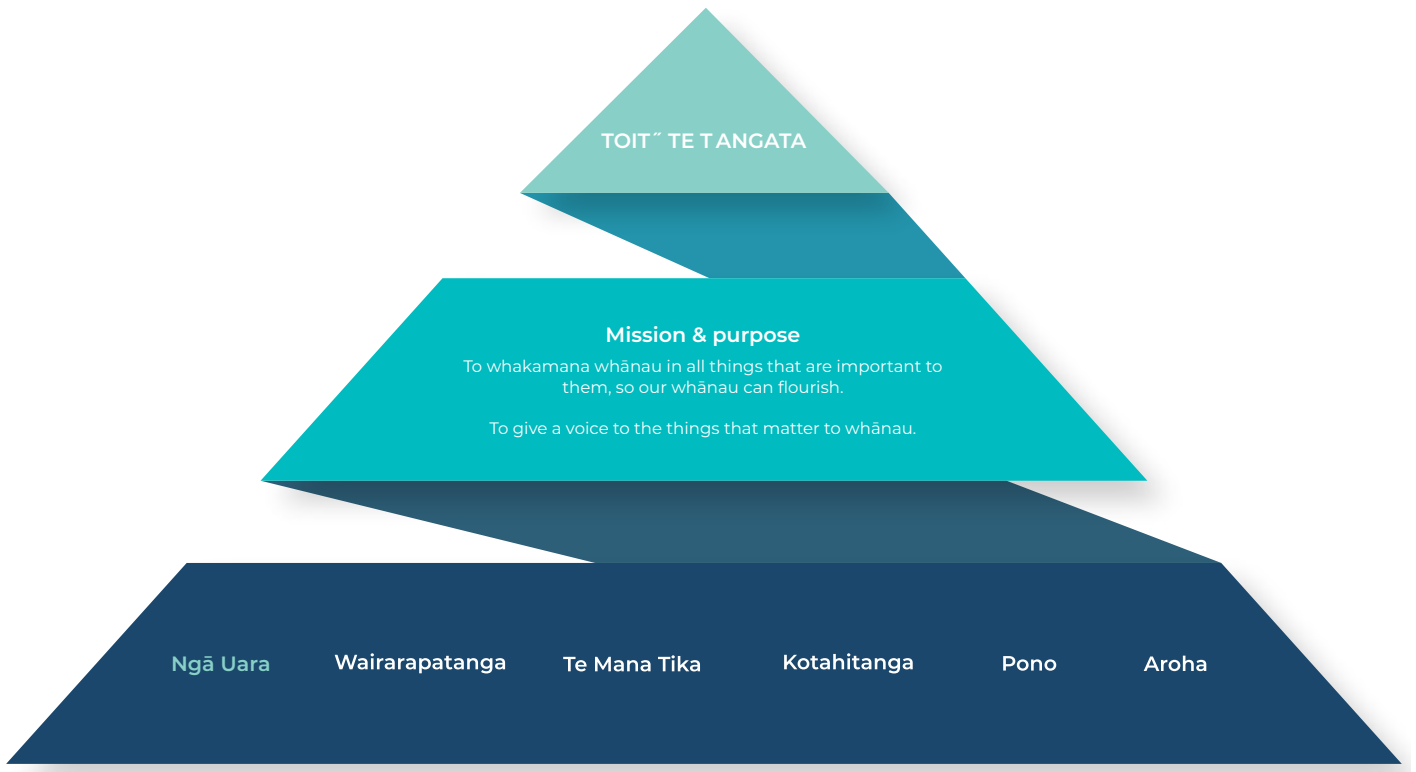 TOIT˝ TE TANGATA
Mission & purpose
To whakamana whānau in all things that are important to
them, so our whānau can flourish.
To give a voice to the things that matter to whānau.
Ngā Uara Wairarapatanga Te Mana Tika Kotahitanga Pono Aroha